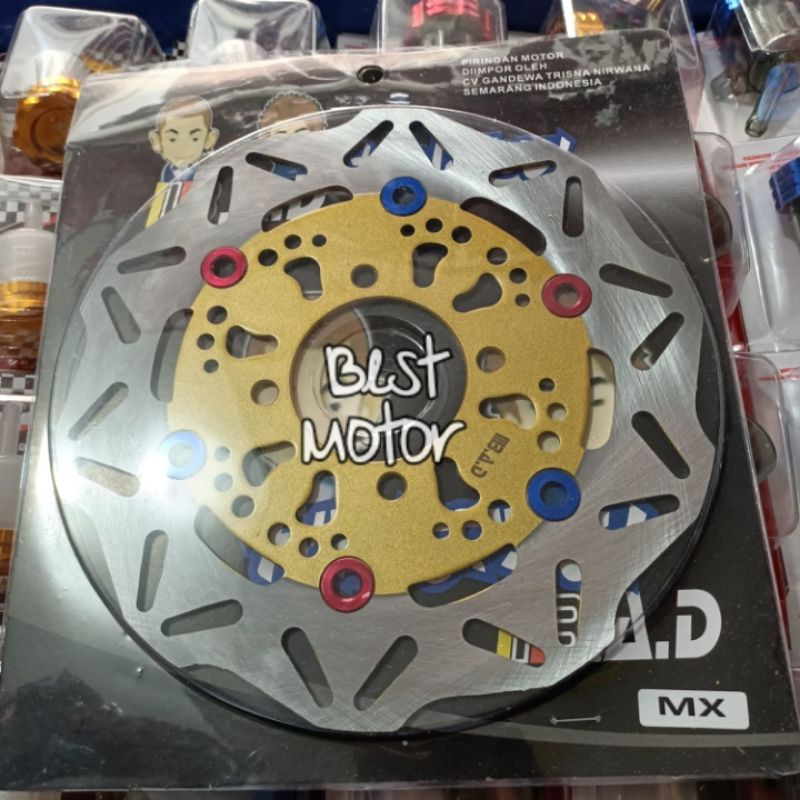 PIRINGAN MOTOR
DIIMPOR OLEH
CV GANDEWA TRISNA NIRWANA
SEMARANG INDONESIA
Best
MOTOR
B.A.D
.A.D
MX